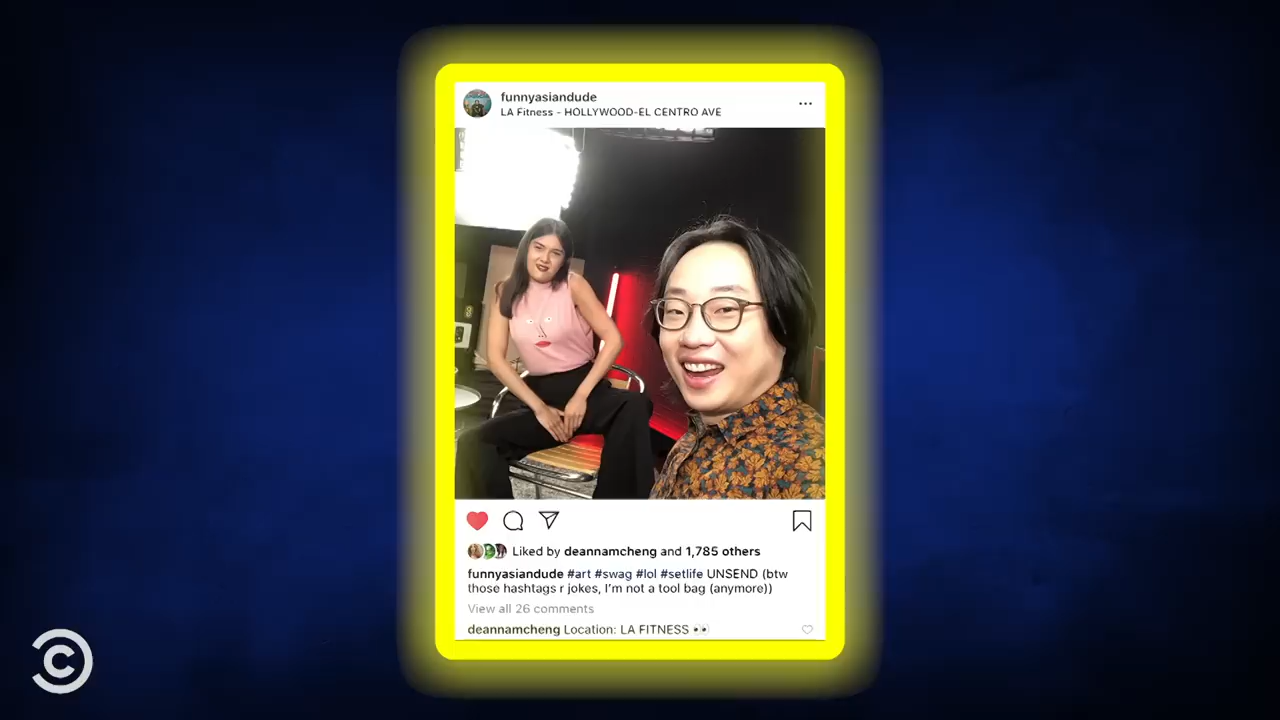 funnyasiandude
LA Fitness - HOLLYWOOD-EL CENTRO AVE
Liked by deannamcheng and 1,785 others
funnyasiandude #art #swag #lol #setlife UNSEND (btw
those hashtags r jokes, I'm not a tool bag (anymore))
View all 26 comments
deannamcheng Location: LA FITNESS 👀